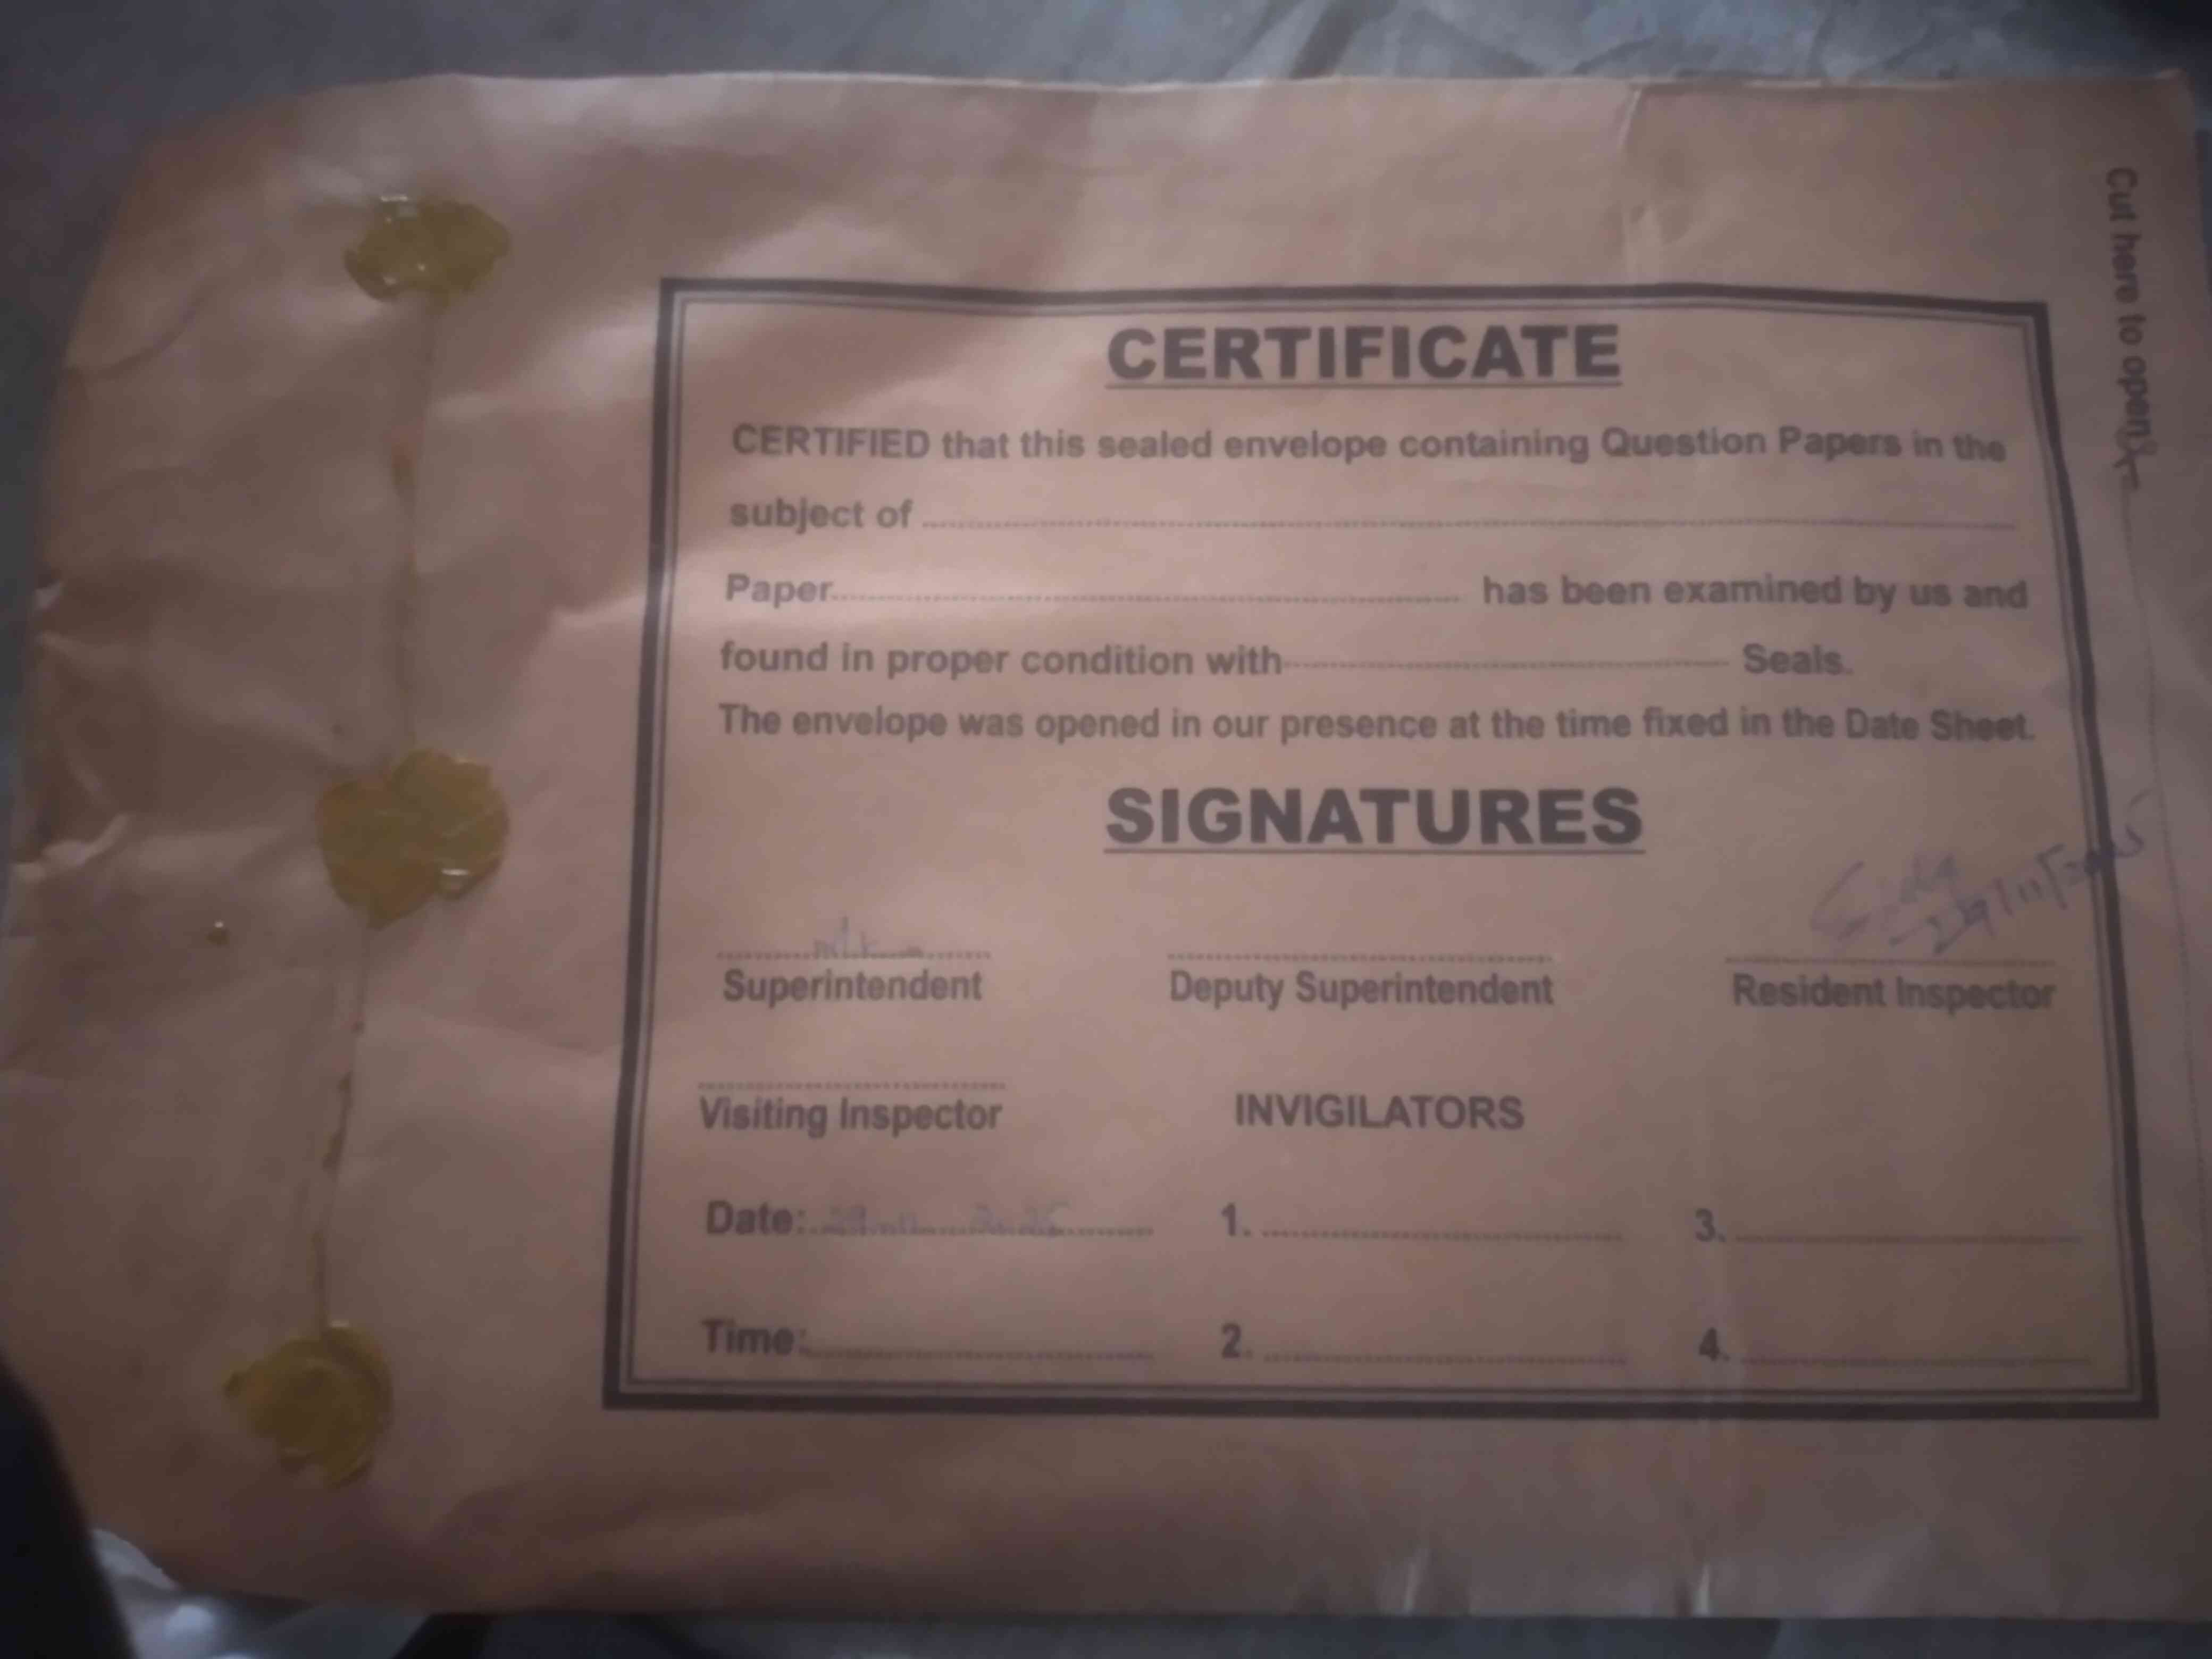 Cut here to open
CERTIFICATE
CERTIFIED that this sealed envelope containing Question Papers in the
subject of
Paper has been examined by us and
found in proper condition with Seals.
The envelope was opened in our presence at the time fixed in the Date Sheet.
SIGNATURES
29/11/2025
Superintendent Deputy Superintendent Resident Inspector
Visiting Inspector INVIGILATORS
Date: 1. 3.
Time: 2. 4.